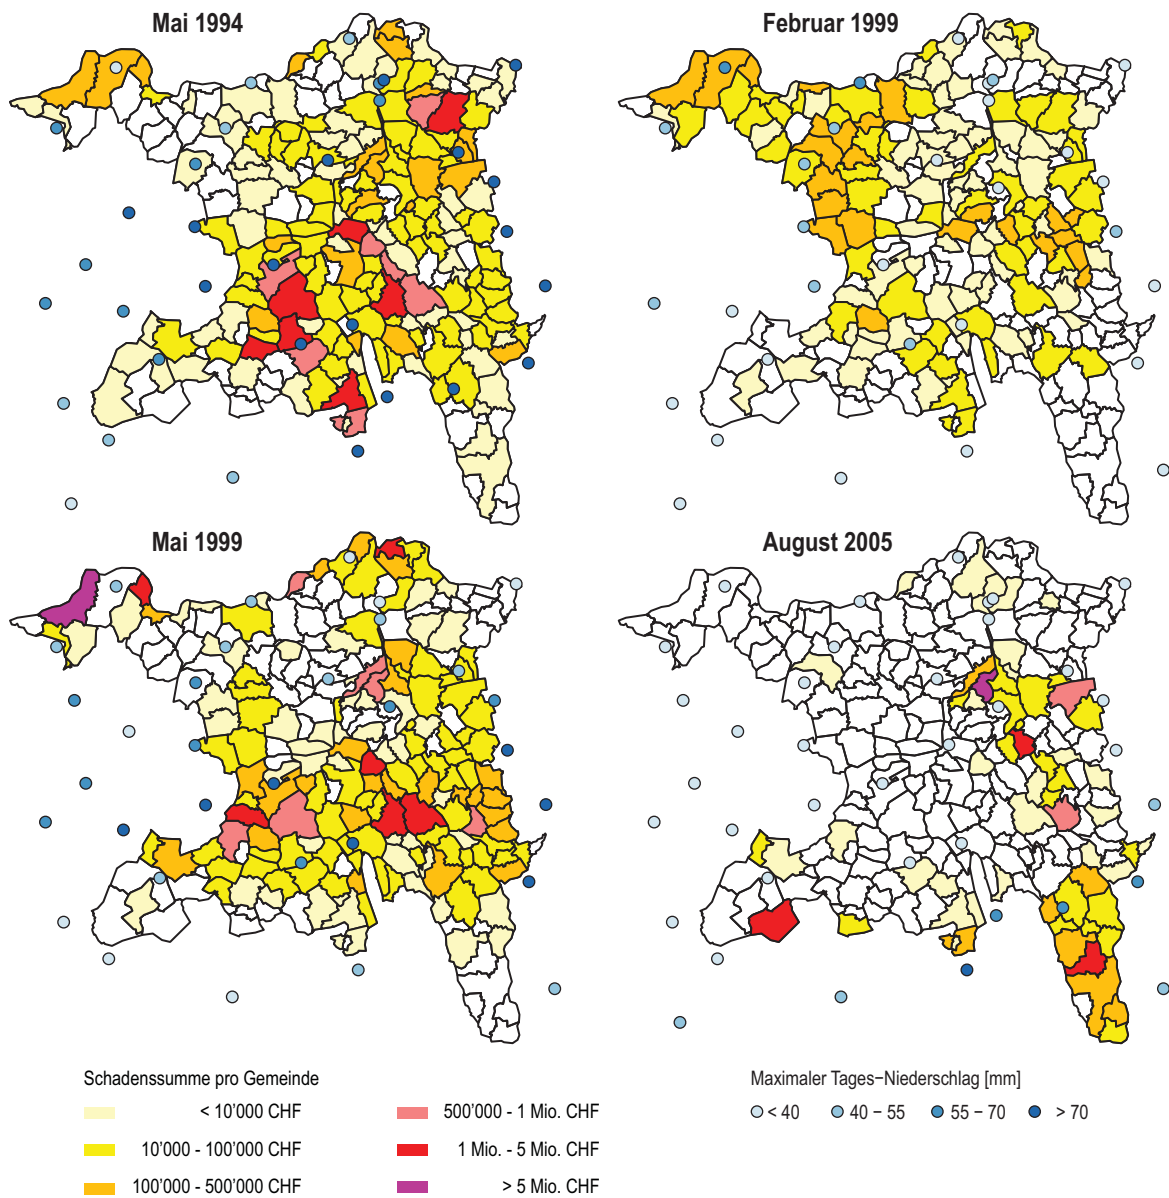 Mai 1994
Februar 1999
Mai 1999
August 2005
Schadenssumme pro Gemeinde
< 10'000 CHF
10'000 - 100'000 CHF
100'000 - 500'000 CHF
500'000 - 1 Mio. CHF
1 Mio. - 5 Mio. CHF
> 5 Mio. CHF
Maximaler Tages−Niederschlag [mm]
< 40
40 − 55
55 − 70
> 70